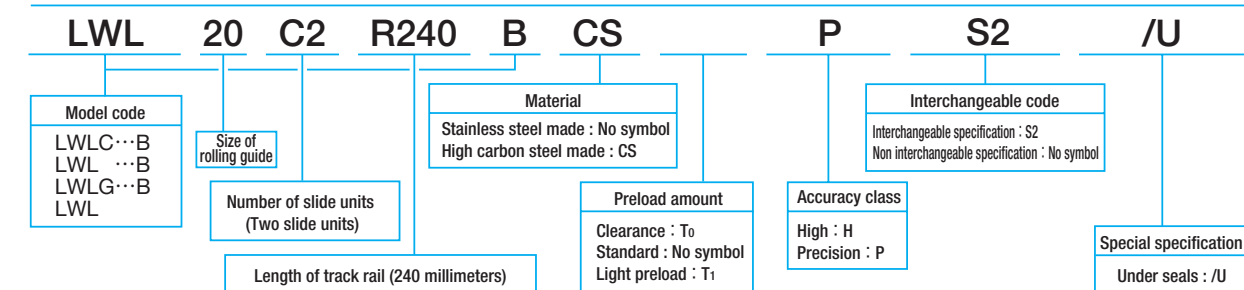 LWL 20 C2 R240 B CS P S2 /U
Model code
LWLC…B
LWL …B
LWLG…B
LWL
Size of
rolling guide
Number of slide units
(Two slide units)
Length of track rail (240 millimeters)
Material
Stainless steel made : No symbol
High carbon steel made : CS
Preload amount
Clearance : T₀
Standard : No symbol
Light preload : T₁
Accuracy class
High : H
Precision : P
Interchangeable code
Interchangeable specification : S2
Non interchangeable specification : No symbol
Special specification
Under seals : /U